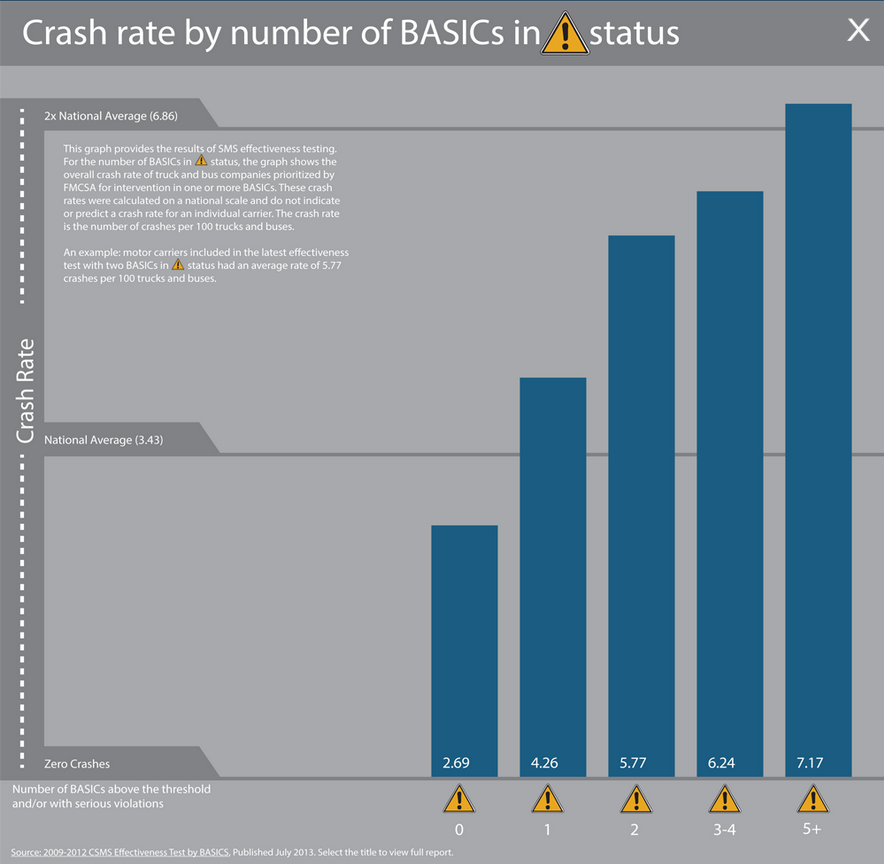 Crash rate by number of BASICs in ! status
X
2x National Average (6.86)
This graph provides the results of SMS effectiveness testing.
For the number of BASICs in ! status, the graph shows the
overall crash rate of truck and bus companies prioritized by
FMCSA for intervention in one or more BASICs. These crash
rates were calculated on a national scale and do not indicate
or predict a crash rate for an individual carrier. The crash rate
is the number of crashes per 100 trucks and buses.
An example: motor carriers included in the latest effectiveness
test with two BASICs in ! status had an average rate of 5.77
crashes per 100 trucks and buses.
Crash Rate
National Average (3.43)
Zero Crashes
2.69 4.26 5.77 6.24 7.17
Number of BASICs above the threshold
and/or with serious violations
! ! ! ! !
0 1 2 3-4 5+
Source: 2009-2012 CSMS Effectiveness Test by BASICS, Published July 2013. Select the title to view full report.